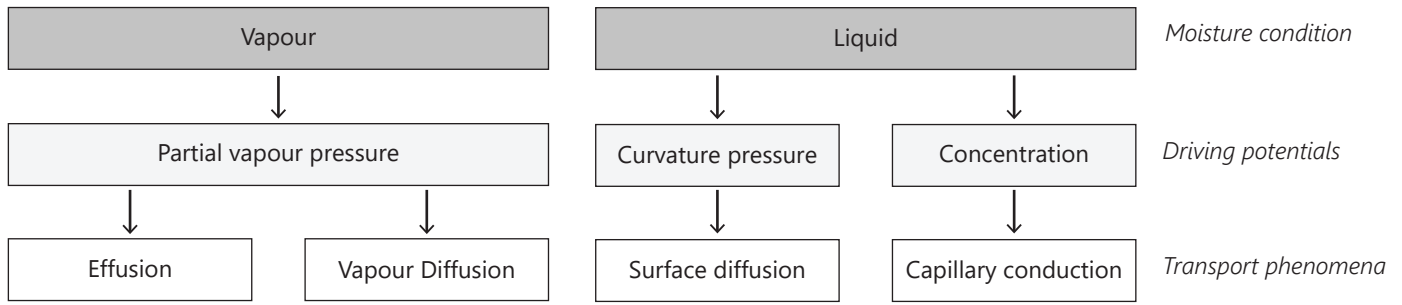 Vapour
Liquid
Moisture condition
Partial vapour pressure
Curvature pressure
Concentration
Driving potentials
Effusion
Vapour Diffusion
Surface diffusion
Capillary conduction
Transport phenomena